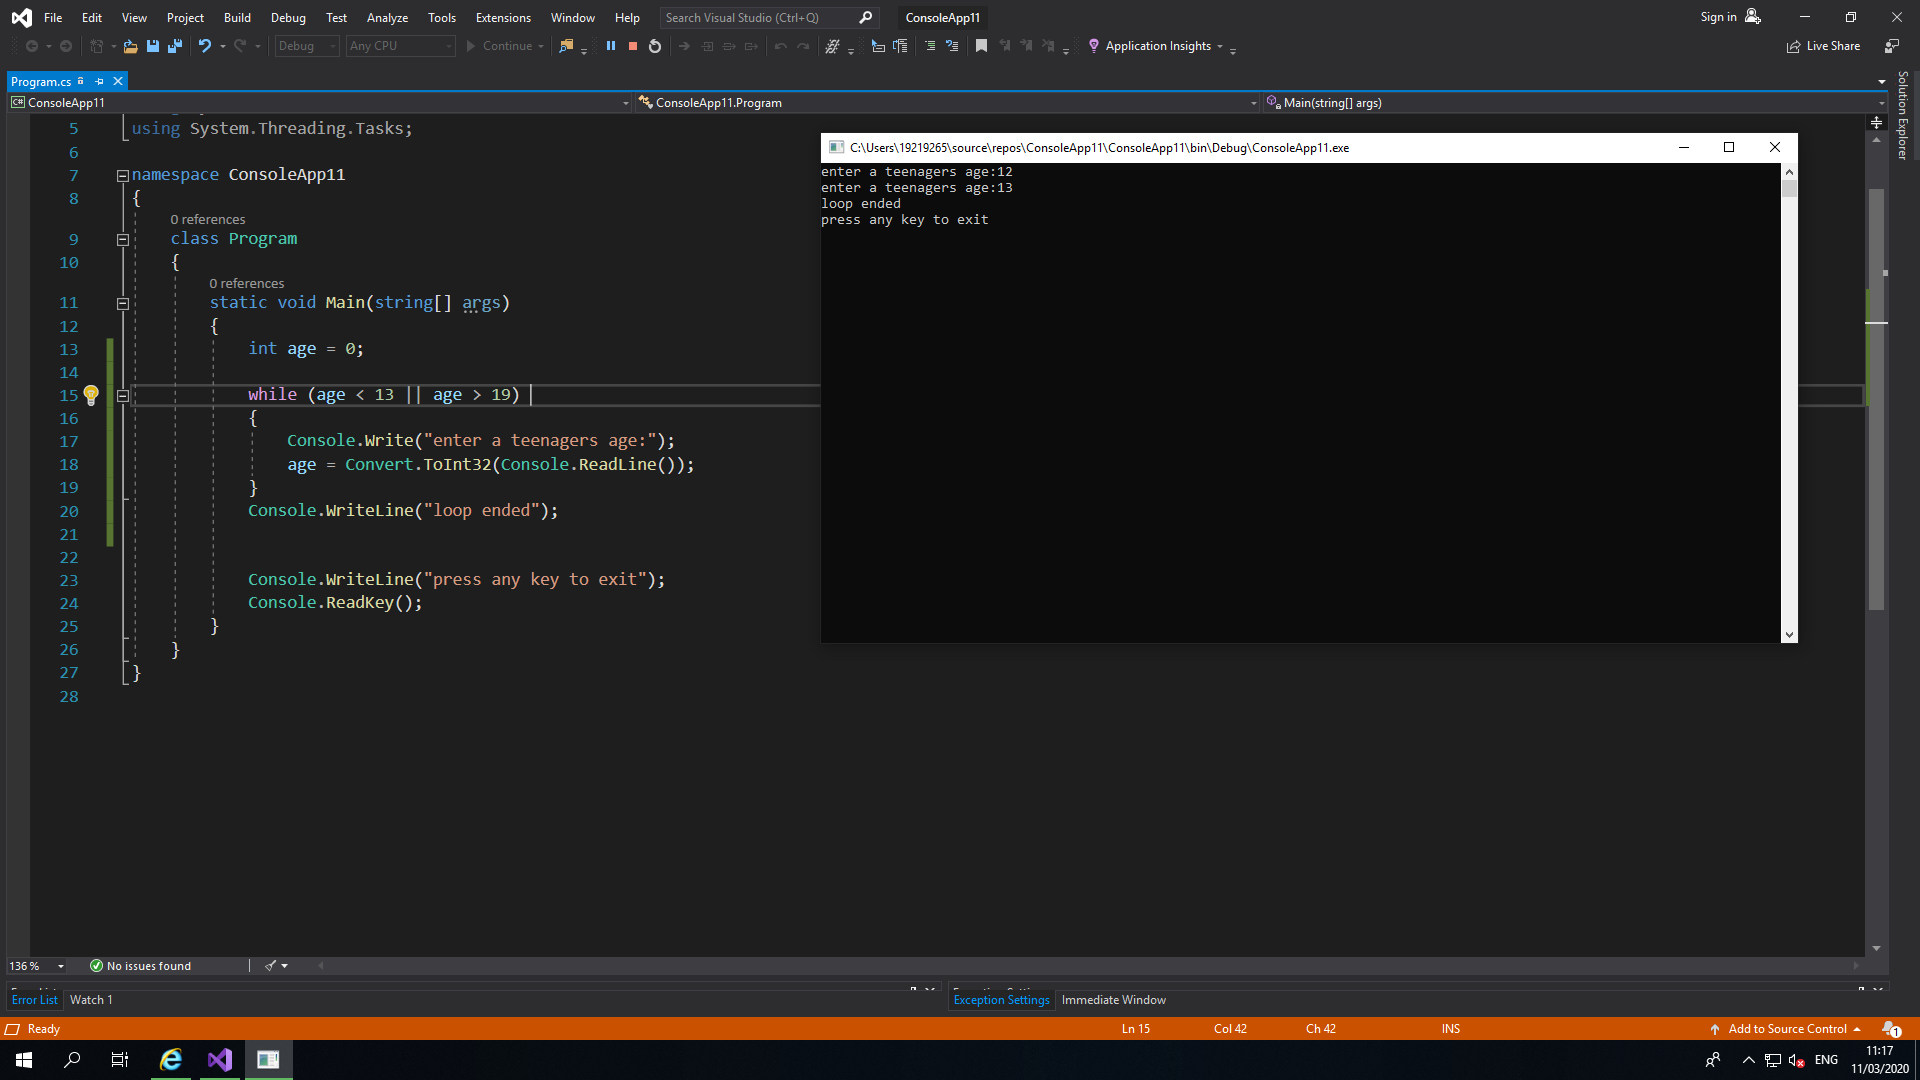 File Edit View Project Build Debug Test Analyze Tools Extensions Window Help Search Visual Studio (Ctrl+Q) ConsoleApp11 Sign in
Debug Any CPU Continue Application Insights Live Share
Program.cs
Solution Explorer
ConsoleApp11 ConsoleApp11.Program Main(string[] args)
5 using System.Threading.Tasks;
6
7 namespace ConsoleApp11
8 {
0 references
9 class Program
10 {
0 references
11 static void Main(string[] args)
12 {
13 int age = 0;
14
15 while (age < 13 || age > 19)
16 {
17 Console.Write("enter a teenagers age:");
18 age = Convert.ToInt32(Console.ReadLine());
19 }
20 Console.WriteLine("loop ended");
21
22
23 Console.WriteLine("press any key to exit");
24 Console.ReadKey();
25 }
26 }
27 }
28
C:\Users\19219265\source\repos\ConsoleApp11\ConsoleApp11\bin\Debug\ConsoleApp11.exe
enter a teenagers age:12
enter a teenagers age:13
loop ended
press any key to exit
136 % No issues found
Error List Watch 1 Exception Settings Immediate Window
Ready Ln 15 Col 42 Ch 42 INS Add to Source Control 1
ENG 11:17
11/03/2020